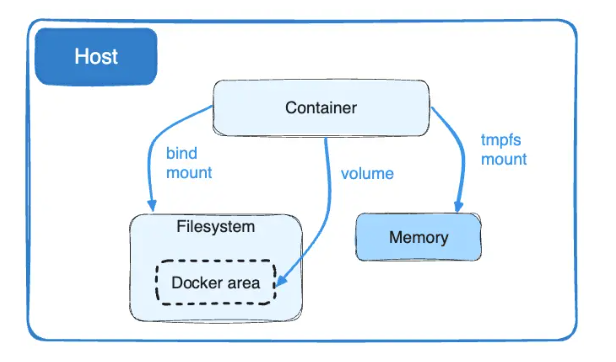 Host
Container
bind
mount
volume
tmpfs
mount
Filesystem
Docker area
Memory